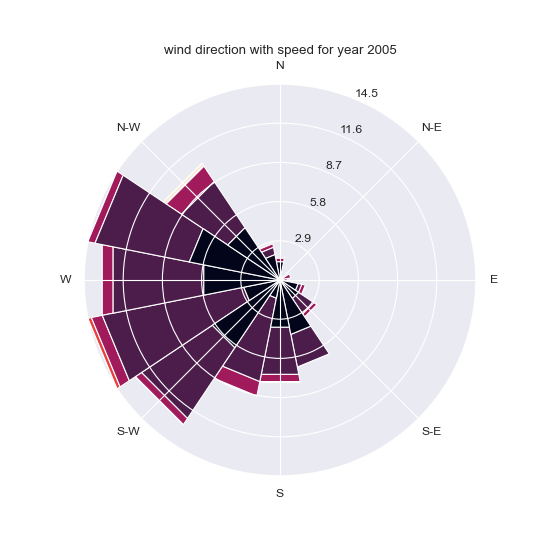 wind direction with speed for year 2005
N
14.5
N-W
11.6
N-E
8.7
5.8
2.9
W
E
S-W
S-E
S